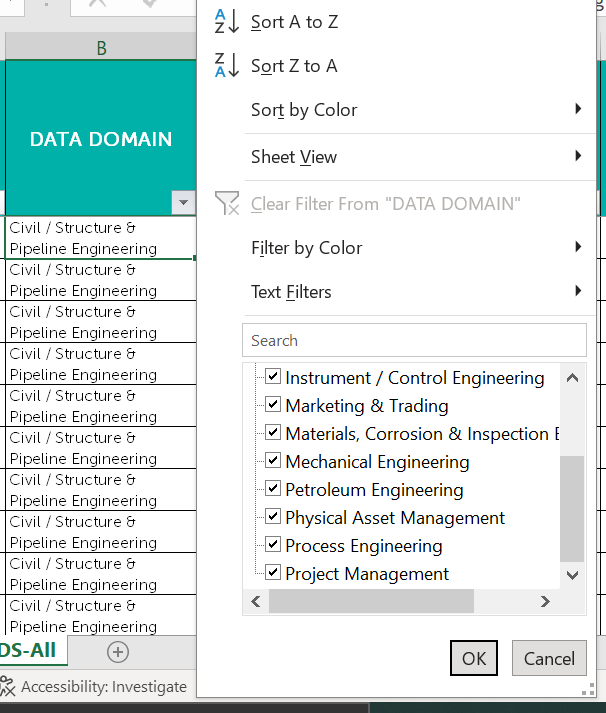 Sort A to Z
Sort Z to A
Sort by Color
Sheet View
Clear Filter From "DATA DOMAIN"
Filter by Color
Text Filters
Search
Instrument / Control Engineering
Marketing & Trading
Materials, Corrosion & Inspection E
Mechanical Engineering
Petroleum Engineering
Physical Asset Management
Process Engineering
Project Management
OK
Cancel
B
DATA DOMAIN
Civil / Structure &
Pipeline Engineering
Civil / Structure &
Pipeline Engineering
Civil / Structure &
Pipeline Engineering
Civil / Structure &
Pipeline Engineering
Civil / Structure &
Pipeline Engineering
Civil / Structure &
Pipeline Engineering
Civil / Structure &
Pipeline Engineering
Civil / Structure &
Pipeline Engineering
Civil / Structure &
Pipeline Engineering
Civil / Structure &
Pipeline Engineering
DS-All
Accessibility: Investigate